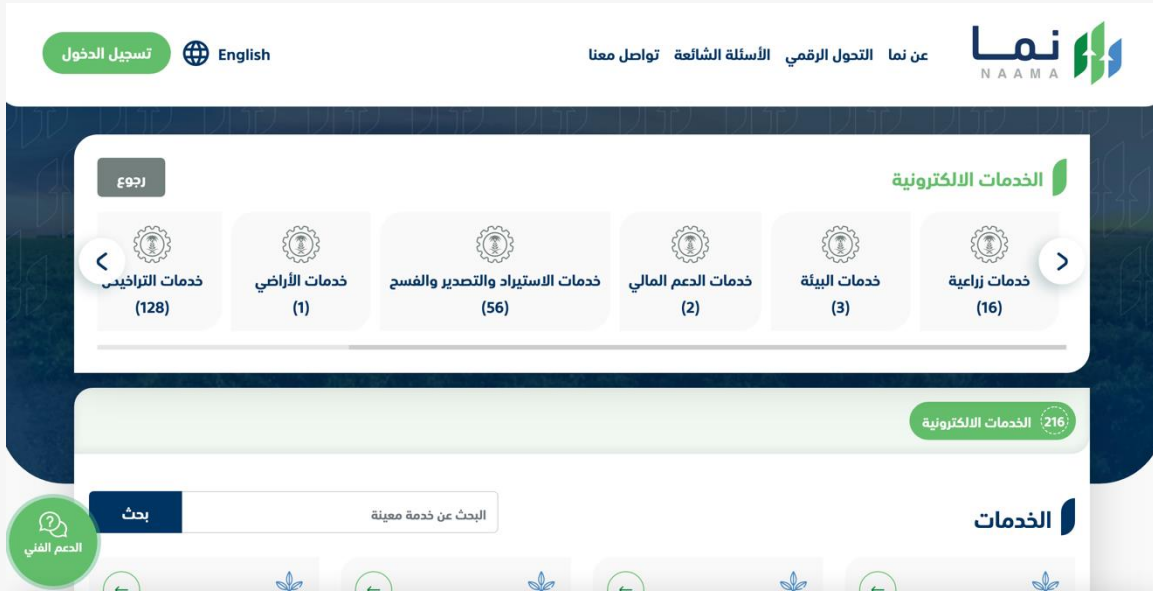 نما
NAAMA
عن نما
التحول الرقمي
الأسئلة الشائعة
تواصل معنا
English
تسجيل الدخول
الخدمات الالكترونية
رجوع
خدمات زراعية
(16)
خدمات البيئة
(3)
خدمات الدعم المالي
(2)
خدمات الاستيراد والتصدير والفسح
(56)
خدمات الأراضي
(1)
خدمات
(128)
216 الخدمات الالكترونية
الخدمات
البحث عن خدمة معينة
بحث
الدعم الفني